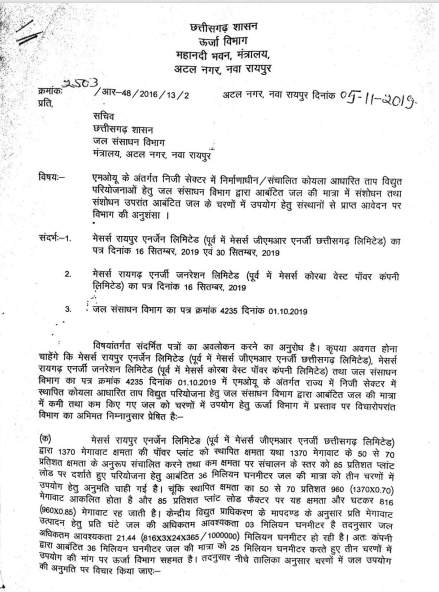 छत्तीसगढ़ शासन
ऊर्जा विभाग
महानदी भवन, मंत्रालय,
अटल नगर, नवा रायपुर
क्रमांकः 2503 /आर-48/2016/13/2 अटल नगर, नवा रायपुर दिनांक 05-11-2019
प्रति,
सचिव
छत्तीसगढ़ शासन
जल संसाधन विभाग
मंत्रालय, अटल नगर, नवा रायपुर
विषयः- एमओयू के अंतर्गत निजी सेक्टर में निर्माणाधीन/संचालित कोयला आधारित ताप विद्युत
परियोजनाओं हेतु जल संसाधन विभाग द्वारा आबंटित जल की मात्रा में संशोधन तथा
संशोधन उपरांत आबंटित जल के चरणों में उपयोग हेतु संस्थानों से प्राप्त आवेदन पर
विभाग की अनुशंसा ।
संदर्भः-1. मेसर्स रायपुर एनर्जेन लिमिटेड (पूर्व में मेसर्स जीएमआर एनर्जी छत्तीसगढ़ लिमिटेड) का
पत्र दिनांक 16 सितम्बर, 2019 एवं 30 सितम्बर, 2019
2. मेसर्स रायगढ़ एनर्जी जनरेशन लिमिटेड (पूर्व में मेसर्स कोरबा वेस्ट पॉवर कंपनी
लिमिटेड) का पत्र दिनांक 16 सितम्बर, 2019
3. जल संसाधन विभाग का पत्र क्रमांक 4235 दिनांक 01.10.2019
विषयांतर्गत संदर्भित पत्रों का अवलोकन करने का अनुरोध है। कृपया अवगत होना
चाहेंगे कि मेसर्स रायपुर एनर्जेन लिमिटेड (पूर्व में मेसर्स जीएमआर एनर्जी छत्तीसगढ़ लिमिटेड), मेसर्स
रायगढ़ एनर्जी जनरेशन लिमिटेड (पूर्व में मेसर्स कोरबा वेस्ट पॉवर कंपनी लिमिटेड) तथा जल संसाधन
विभाग का पत्र क्रमांक 4235 दिनांक 01.10.2019 में एमओयू के अंतर्गत राज्य में निजी सेक्टर में
स्थापित कोयला आधारित ताप विद्युत परियोजना हेतु जल संसाधन विभाग द्वारा आबंटित जल की मात्रा
में कमी तथा कम किए गए जल को चरणों में उपयोग हेतु ऊर्जा विभाग में प्रस्ताव पर विचारोपरांत
विभाग का अभिमत निम्नानुसार प्रेषित हैः-
(क) मेसर्स रायपुर एनर्जेन लिमिटेड (पूर्व में मेसर्स जीएमआर एनर्जी छत्तीसगढ़ लिमिटेड)
द्वारा 1370 मेगावाट क्षमता की पॉवर प्लांट को स्थापित क्षमता यथा 1370 मेगावाट के 50 से 70
प्रतिशत क्षमता के अनुरूप संचालित करने तथा कम क्षमता पर संचालन के स्तर को 85 प्रतिशत प्लांट
लोड पर दर्शाते हुए परियोजना हेतु आबंटित 36 मिलियन घनमीटर जल की मात्रा को तीन चरणों में
उपयोग हेतु अनुमति चाही गई है। चूंकि स्थापित क्षमता का 50 से 70 प्रतिशत 960 (1370X0.70)
मेगावाट आकलित होता है और 85 प्रतिशत प्लांट लोड फैक्टर पर यह क्षमता और घटकर 816
(960X0.85) मेगावाट रह जाती है। केन्द्रीय विद्युत प्राधिकरण के मापदण्ड के अनुसार प्रति मेगावाट
उत्पादन हेतु प्रति घंटे जल की अधिकतम आवश्यकता 03 मिलियन घनमीटर है तदनुसार जल
अधिकतम आवश्यकता 21.44 (816X3X24X365/1000000) मिलियन घनमीटर हो रही है। अतः कंपनी
द्वारा आबंटित 36 मिलियन घनमीटर जल की मात्रा को 25 मिलियन घनमीटर करते हुए तीन चरणों में
उपयोग की मांग पर ऊर्जा विभाग सहमत है। तदनुसार नीचे तालिका अनुसार चरणों में जल उपयोग
की अनुमति पर विचार किया जाएः-